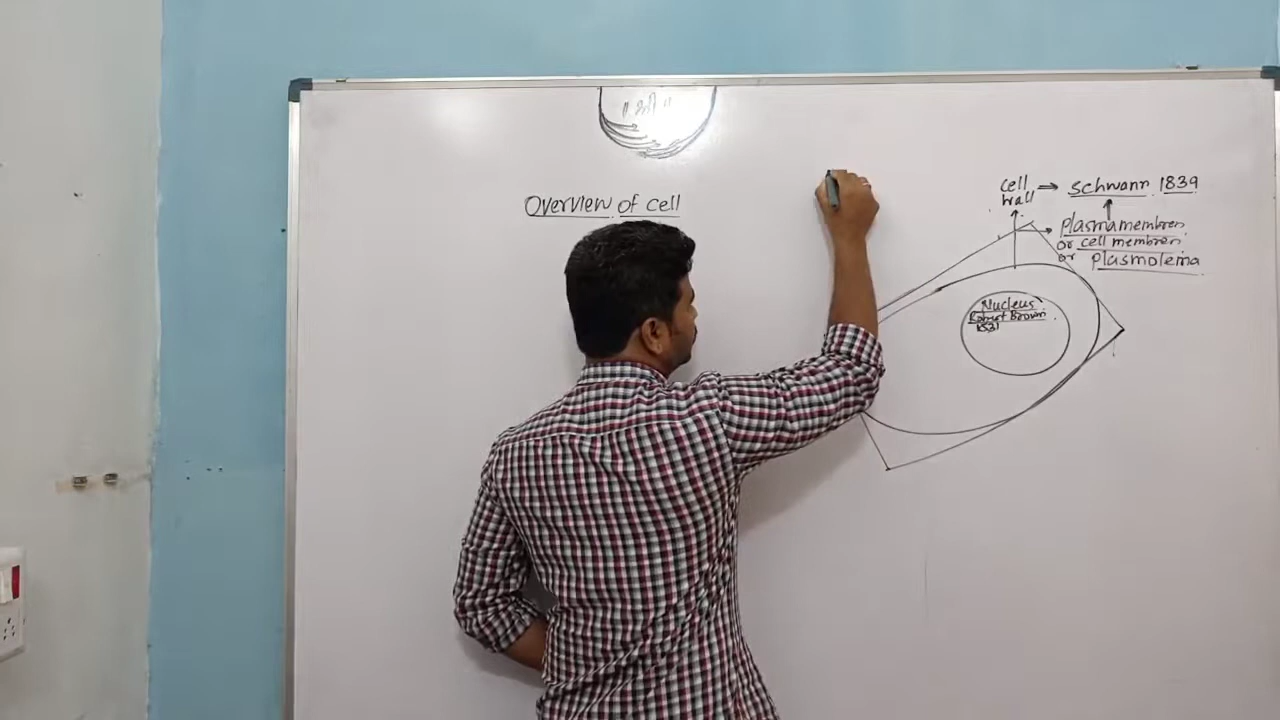 ॥ श्री ॥
Overview of cell
cell wall → schwann 1839
plasmamembren
or cell membren
or plasmolema
Nucleus
Robert Brown
1831